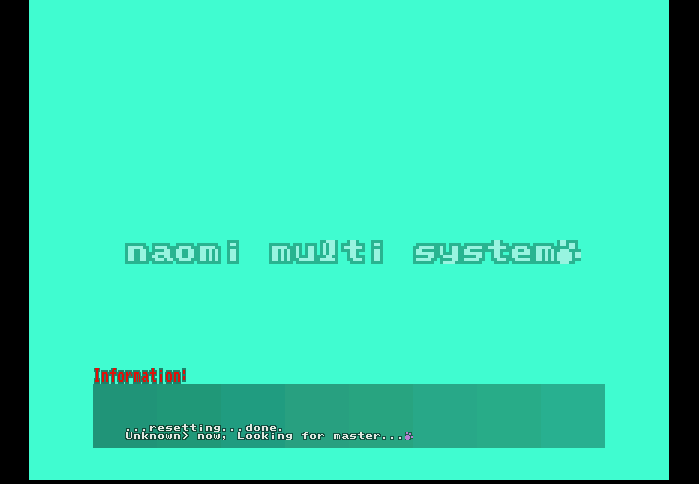 naomi multi system
Information!
...resetting...done.
Unknown> now, Looking for master...